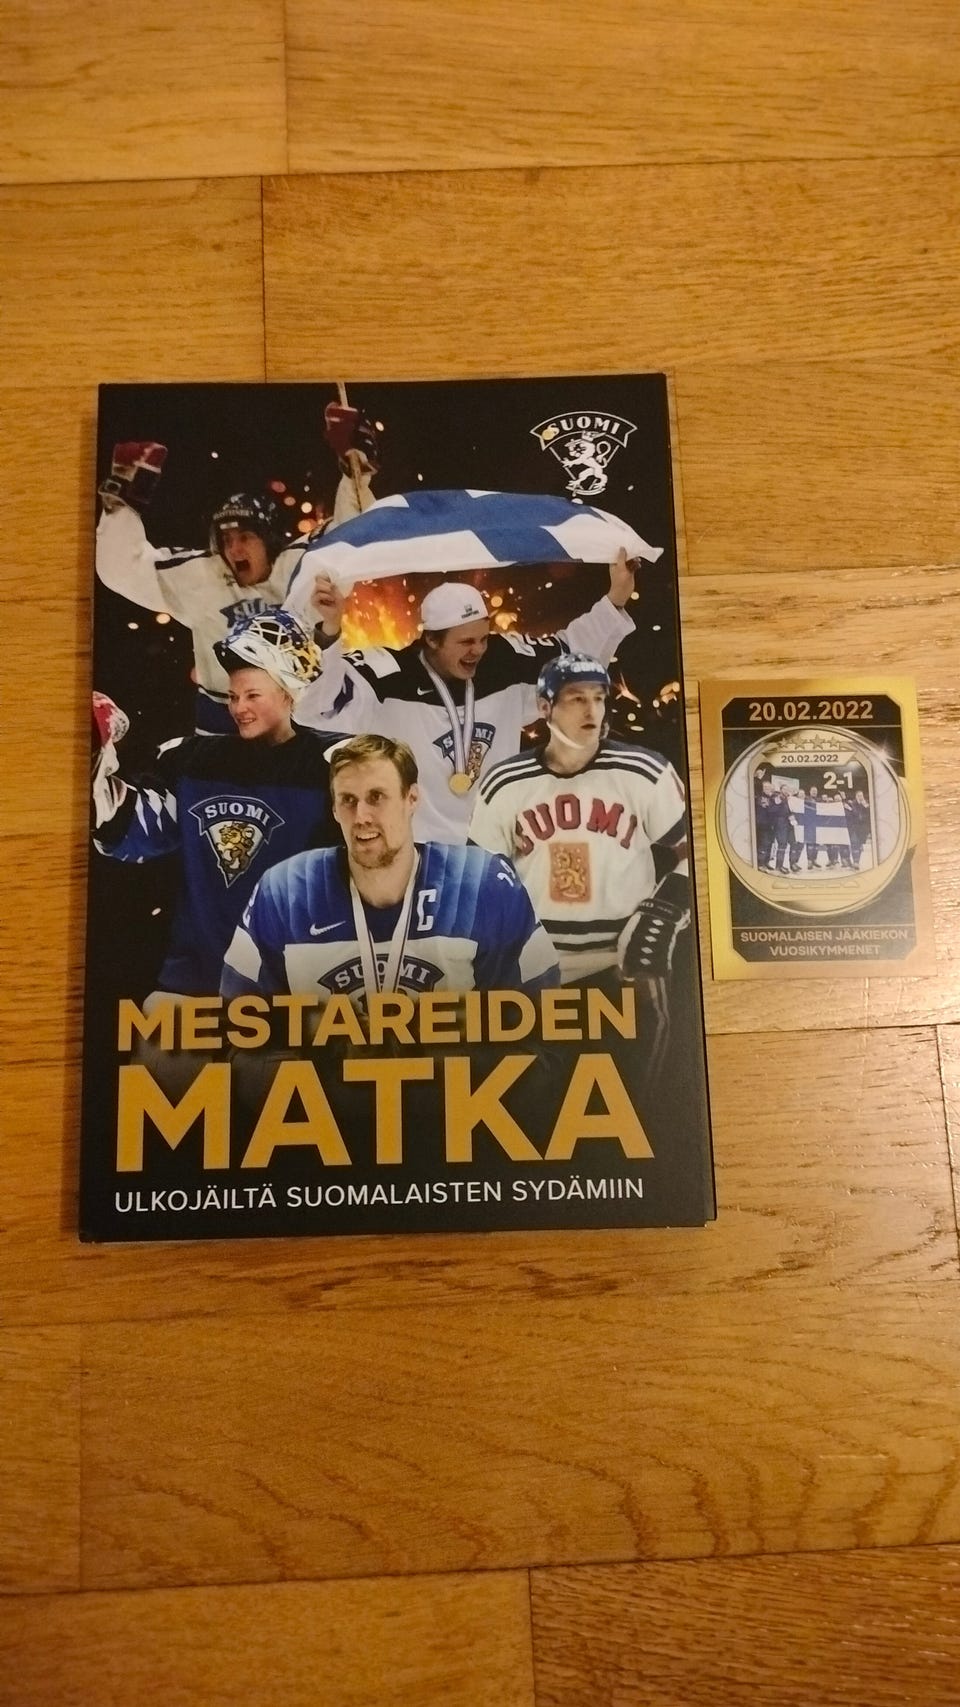 SUOMI
SUOMI
SUOMI
SUOMI
C
SUOMI
MESTAREIDEN
MATKA
ULKOJÄILTÄ SUOMALAISTEN SYDÄMIIN
20.02.2022
20.02.2022
2-1
SUOMALAISEN JÄÄKIEKON
VUOSIKYMMENET